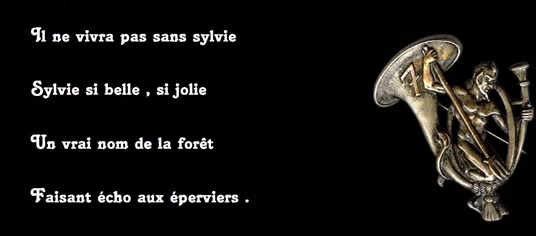 Il ne vivra pas sans sylvie
Sylvie si belle , si jolie
Un vrai nom de la forêt
Faisant écho aux éperviers .
7